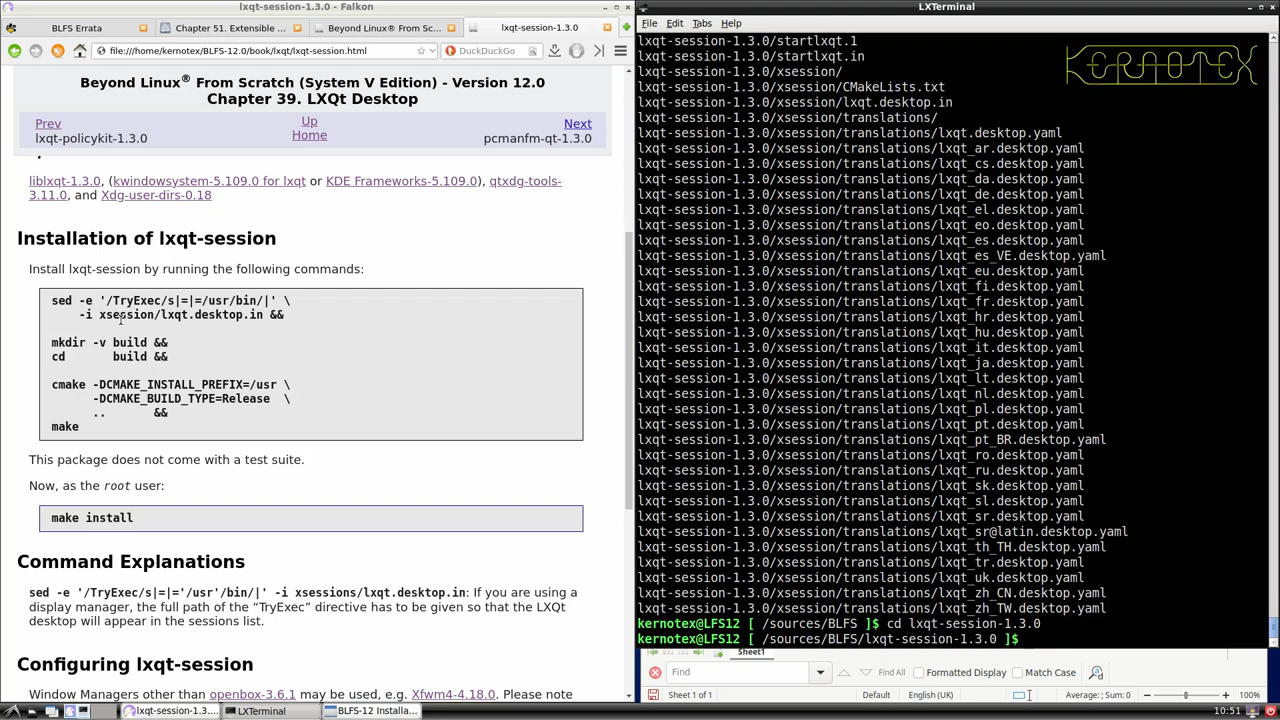 lxqt-session-1.3.0 - Falkon
BLFS Errata
Chapter 51. Extensible ...
Beyond Linux® From Sc...
lxqt-session-1.3.0
file:///home/kernotex/BLFS-12.0/book/lxqt/lxqt-session.html
DuckDuckGo
Beyond Linux® From Scratch (System V Edition) - Version 12.0
Chapter 39. LXQt Desktop
Prev
Up
Next
lxqt-policykit-1.3.0
Home
pcmanfm-qt-1.3.0
liblxqt-1.3.0, (kwindowsystem-5.109.0 for lxqt or KDE Frameworks-5.109.0), qtxdg-tools-
3.11.0, and Xdg-user-dirs-0.18
Installation of lxqt-session
Install lxqt-session by running the following commands:
sed -e '/TryExec/s|=|=/usr/bin/|' \
-i xsession/lxqt.desktop.in &&
mkdir -v build &&
cd build &&
cmake -DCMAKE_INSTALL_PREFIX=/usr \
-DCMAKE_BUILD_TYPE=Release \
.. &&
make
This package does not come with a test suite.
Now, as the root user:
make install
Command Explanations
sed -e '/TryExec/s|=|='/usr'/bin/|' -i xsessions/lxqt.desktop.in: If you are using a
display manager, the full path of the “TryExec” directive has to be given so that the LXQt
desktop will appear in the sessions list.
Configuring lxqt-session
Window Managers other than openbox-3.6.1 may be used, e.g. Xfwm4-4.18.0. Please note
LXTerminal
File Edit Tabs Help
KERNOTEX
lxqt-session-1.3.0/startlxqt.1
lxqt-session-1.3.0/startlxqt.in
lxqt-session-1.3.0/xsession/
lxqt-session-1.3.0/xsession/CMakeLists.txt
lxqt-session-1.3.0/xsession/lxqt.desktop.in
lxqt-session-1.3.0/xsession/translations/
lxqt-session-1.3.0/xsession/translations/lxqt.desktop.yaml
lxqt-session-1.3.0/xsession/translations/lxqt_ar.desktop.yaml
lxqt-session-1.3.0/xsession/translations/lxqt_cs.desktop.yaml
lxqt-session-1.3.0/xsession/translations/lxqt_da.desktop.yaml
lxqt-session-1.3.0/xsession/translations/lxqt_de.desktop.yaml
lxqt-session-1.3.0/xsession/translations/lxqt_el.desktop.yaml
lxqt-session-1.3.0/xsession/translations/lxqt_eo.desktop.yaml
lxqt-session-1.3.0/xsession/translations/lxqt_es.desktop.yaml
lxqt-session-1.3.0/xsession/translations/lxqt_es_VE.desktop.yaml
lxqt-session-1.3.0/xsession/translations/lxqt_eu.desktop.yaml
lxqt-session-1.3.0/xsession/translations/lxqt_fi.desktop.yaml
lxqt-session-1.3.0/xsession/translations/lxqt_fr.desktop.yaml
lxqt-session-1.3.0/xsession/translations/lxqt_hr.desktop.yaml
lxqt-session-1.3.0/xsession/translations/lxqt_hu.desktop.yaml
lxqt-session-1.3.0/xsession/translations/lxqt_it.desktop.yaml
lxqt-session-1.3.0/xsession/translations/lxqt_ja.desktop.yaml
lxqt-session-1.3.0/xsession/translations/lxqt_lt.desktop.yaml
lxqt-session-1.3.0/xsession/translations/lxqt_nl.desktop.yaml
lxqt-session-1.3.0/xsession/translations/lxqt_pl.desktop.yaml
lxqt-session-1.3.0/xsession/translations/lxqt_pt.desktop.yaml
lxqt-session-1.3.0/xsession/translations/lxqt_pt_BR.desktop.yaml
lxqt-session-1.3.0/xsession/translations/lxqt_ro.desktop.yaml
lxqt-session-1.3.0/xsession/translations/lxqt_ru.desktop.yaml
lxqt-session-1.3.0/xsession/translations/lxqt_sk.desktop.yaml
lxqt-session-1.3.0/xsession/translations/lxqt_sl.desktop.yaml
lxqt-session-1.3.0/xsession/translations/lxqt_sr.desktop.yaml
lxqt-session-1.3.0/xsession/translations/lxqt_sr@latin.desktop.yaml
lxqt-session-1.3.0/xsession/translations/lxqt_th_TH.desktop.yaml
lxqt-session-1.3.0/xsession/translations/lxqt_tr.desktop.yaml
lxqt-session-1.3.0/xsession/translations/lxqt_uk.desktop.yaml
lxqt-session-1.3.0/xsession/translations/lxqt_zh_CN.desktop.yaml
lxqt-session-1.3.0/xsession/translations/lxqt_zh_TW.desktop.yaml
kernotex@LFS12 [ /sources/BLFS ]$ cd lxqt-session-1.3.0
kernotex@LFS12 [ /sources/BLFS/lxqt-session-1.3.0 ]$
Sheet1
Find
Find All
Formatted Display
Match Case
Sheet 1 of 1
Default
English (UK)
Average: ; Sum: 0
100%
lxqt-session-1.3....
LXTerminal
BLFS-12 Installa...
10:51